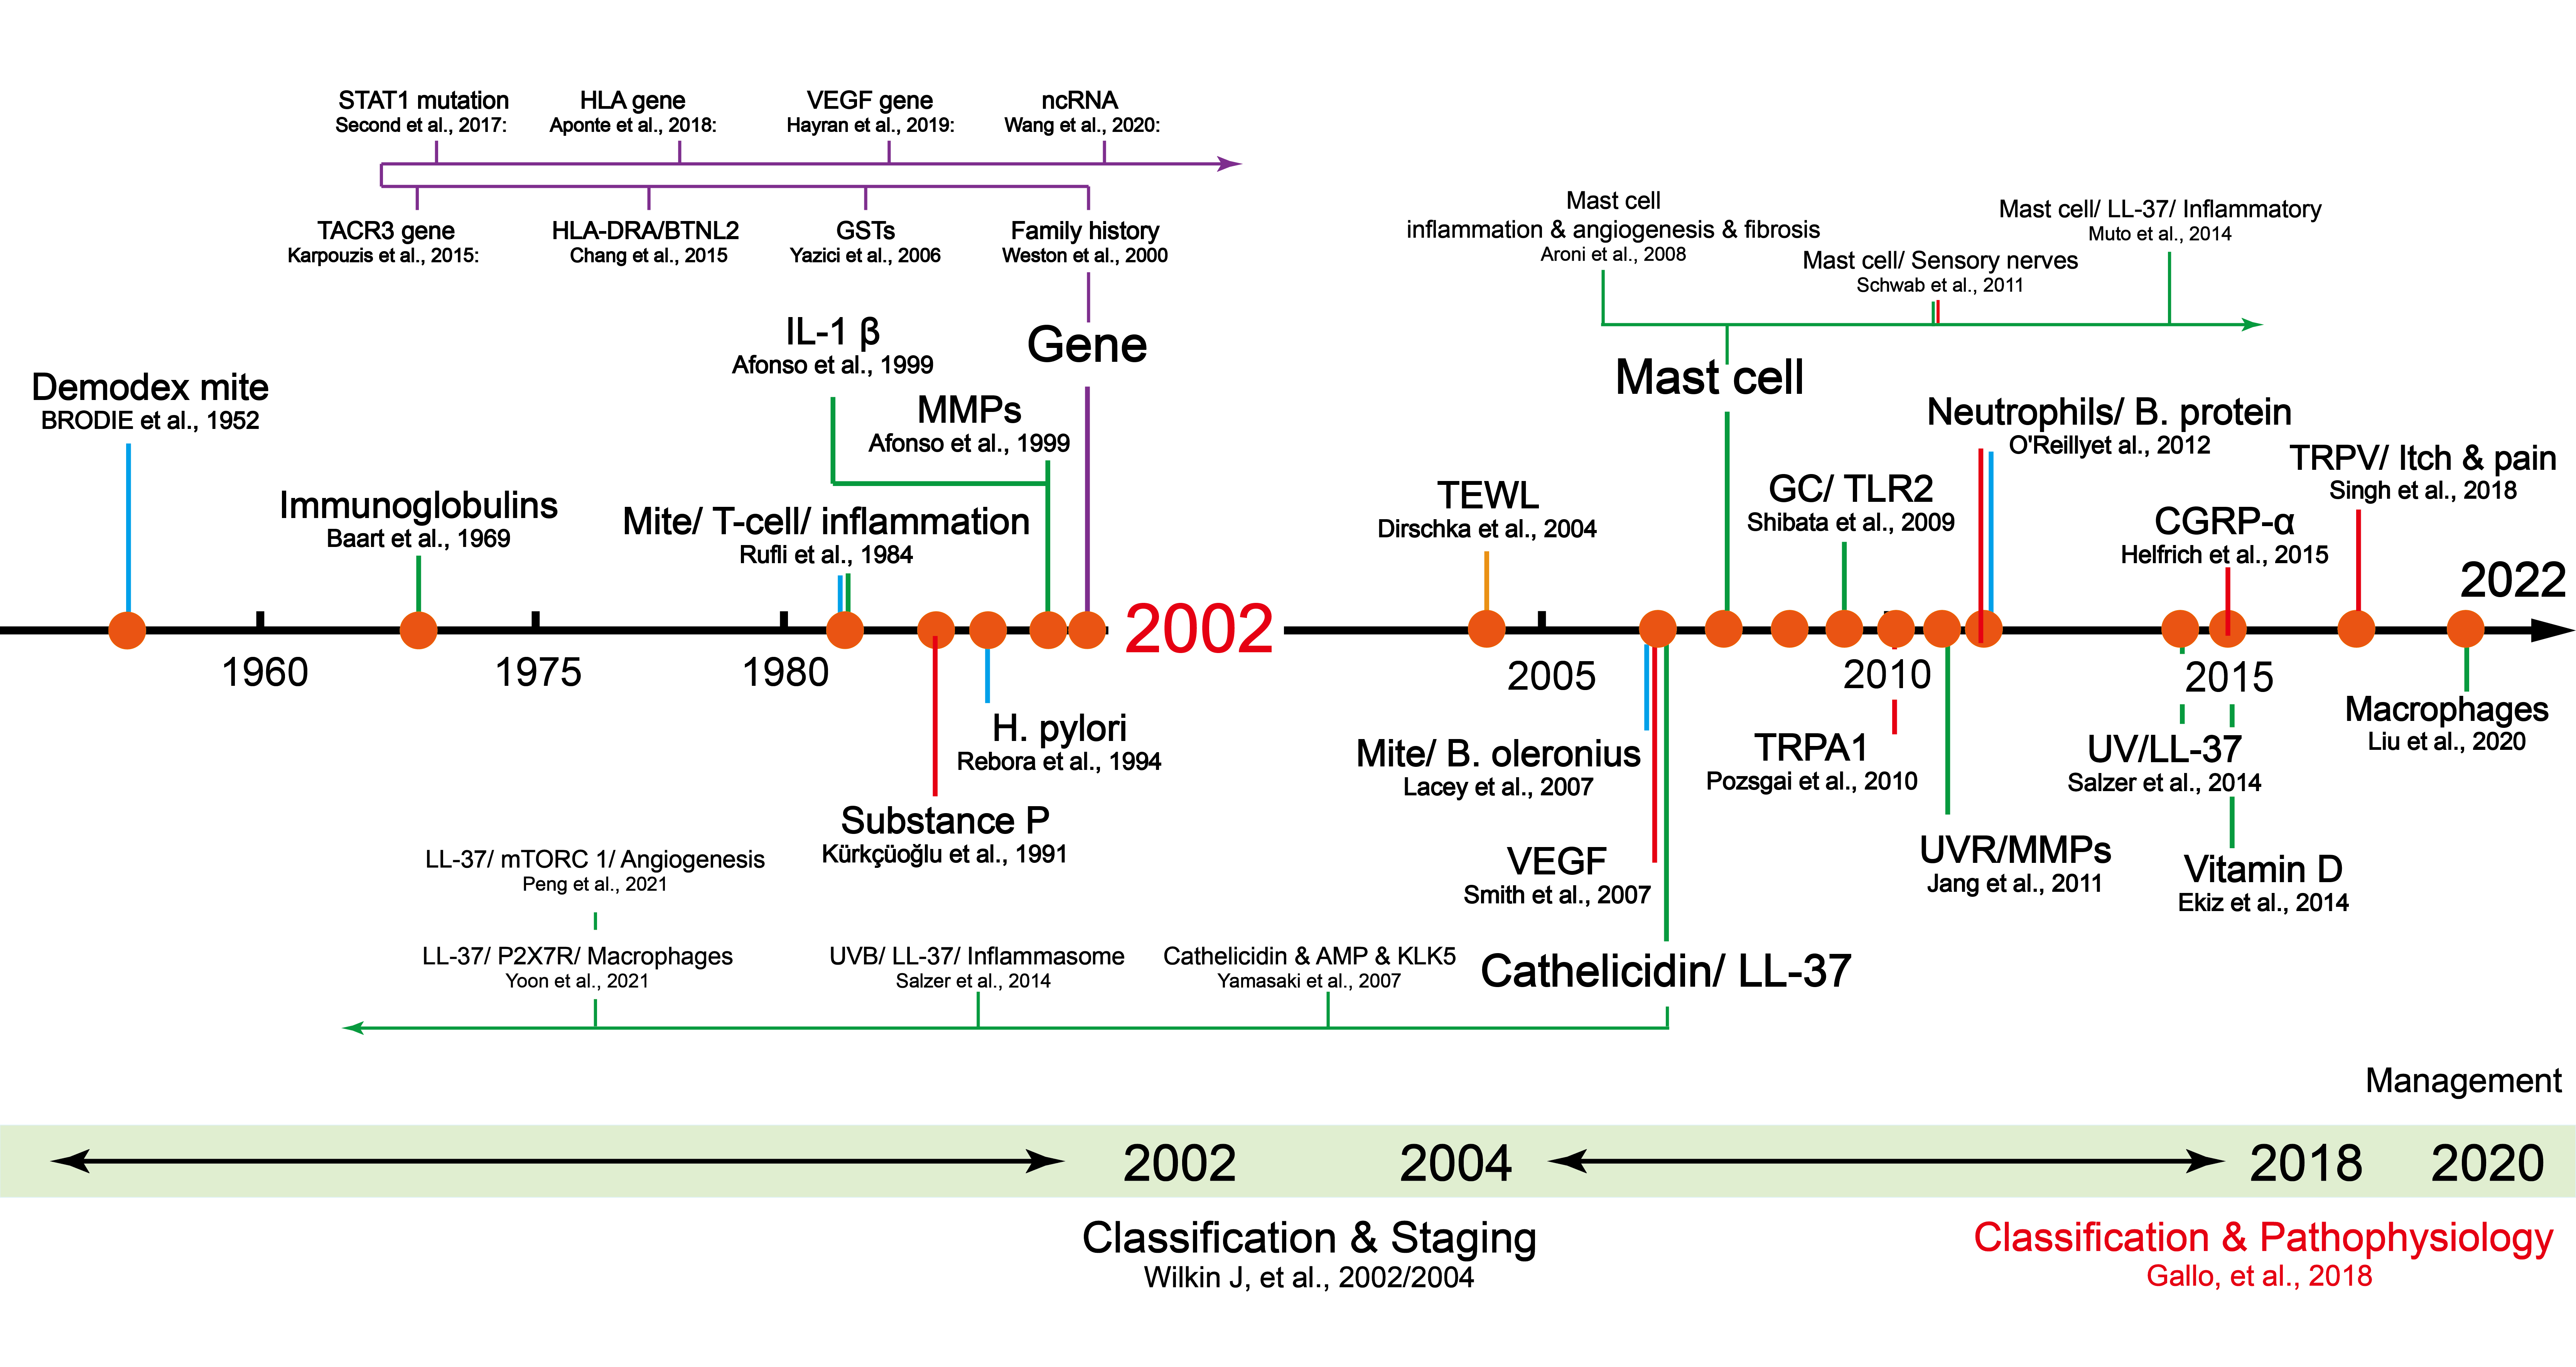 STAT1 mutation
Second et al., 2017:
HLA gene
Aponte et al., 2018:
VEGF gene
Hayran et al., 2019:
ncRNA
Wang et al., 2020:
TACR3 gene
Karpouzis et al., 2015:
HLA-DRA/BTNL2
Chang et al., 2015
GSTs
Yazici et al., 2006
Family history
Weston et al., 2000
Mast cell
inflammation & angiogenesis & fibrosis
Aroni et al., 2008
Mast cell/ Sensory nerves
Schwab et al., 2011
Mast cell/ LL-37/ Inflammatory
Muto et al., 2014
Demodex mite
BRODIE et al., 1952
Immunoglobulins
Baart et al., 1969
IL-1 β
Afonso et al., 1999
MMPs
Afonso et al., 1999
Gene
Mite/ T-cell/ inflammation
Rufli et al., 1984
Mast cell
TEWL
Dirschka et al., 2004
GC/ TLR2
Shibata et al., 2009
Neutrophils/ B. protein
O'Reillyet al., 2012
CGRP-α
Helfrich et al., 2015
TRPV/ Itch & pain
Singh et al., 2018
2022
2002
1960
1975
1980
2005
2010
2015
H. pylori
Rebora et al., 1994
Substance P
Kürkçüoğlu et al., 1991
Mite/ B. oleronius
Lacey et al., 2007
VEGF
Smith et al., 2007
TRPA1
Pozsgai et al., 2010
UVR/MMPs
Jang et al., 2011
UV/LL-37
Salzer et al., 2014
Vitamin D
Ekiz et al., 2014
Macrophages
Liu et al., 2020
LL-37/ mTORC 1/ Angiogenesis
Peng et al., 2021
LL-37/ P2X7R/ Macrophages
Yoon et al., 2021
UVB/ LL-37/ Inflammasome
Salzer et al., 2014
Cathelicidin & AMP & KLK5
Yamasaki et al., 2007
Cathelicidin/ LL-37
Management
2002
2004
2018
2020
Classification & Staging
Wilkin J, et al., 2002/2004
Classification & Pathophysiology
Gallo, et al., 2018